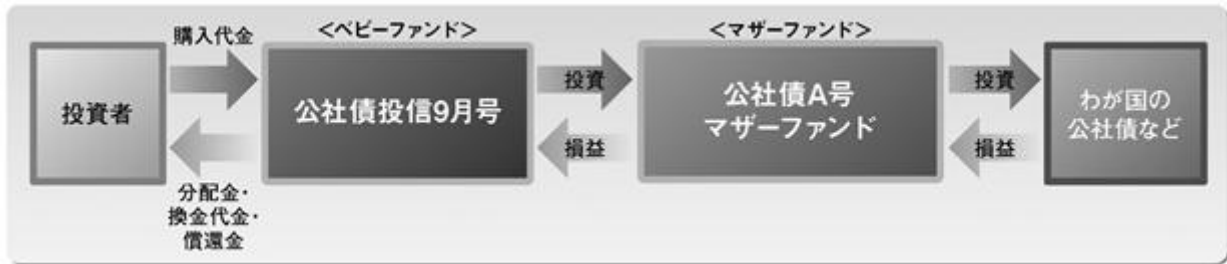 購入代金
投資者
分配金・
換金代金・
償還金
＜ベビーファンド＞
公社債投信9月号
投資
損益
＜マザーファンド＞
公社債A号
マザーファンド
投資
損益
わが国の
公社債など